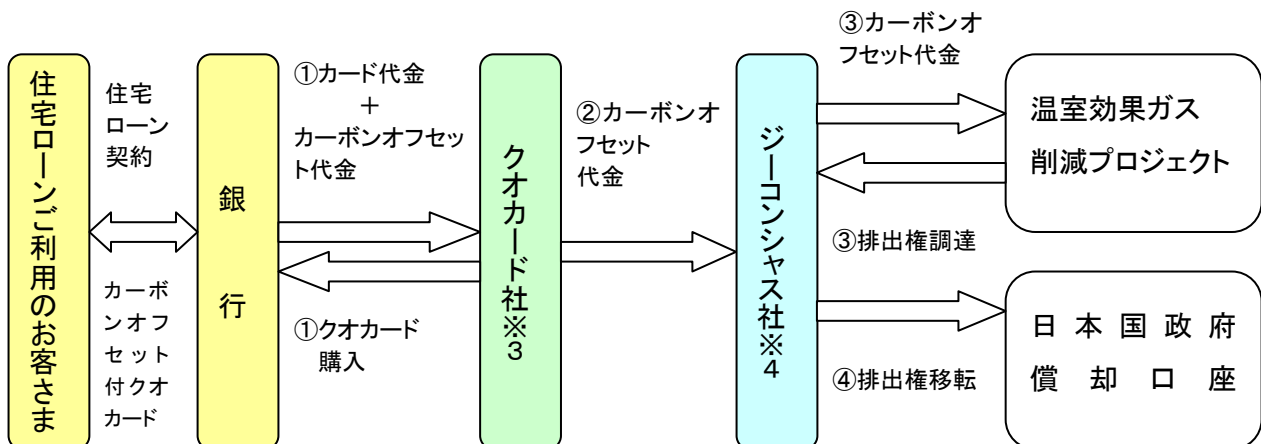 住宅ローンご利用のお客さま
住宅
ローン
契約
カーボ
ンオフ
セット
付クオ
カード
銀行
①カード代金
＋
カーボンオフセッ
ト代金
①クオカード
購入
クオカード社※3
②カーボンオ
フセット
代金
ジーコンシャス社※4
③カーボンオ
フセット代金
③排出権調達
④排出権移転
温室効果ガス
削減プロジェクト
日本国政府
償却口座